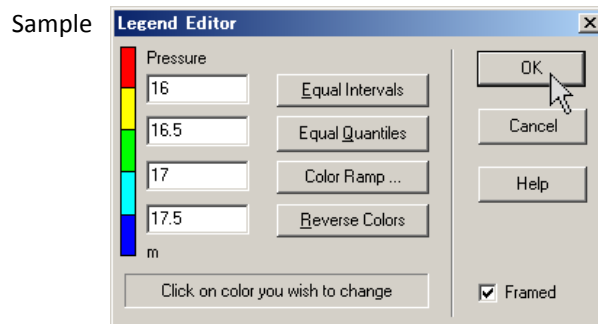 Sample
Legend Editor
Pressure
16
16.5
17
17.5
m
Equal Intervals
Equal Quantiles
Color Ramp ...
Reverse Colors
Click on color you wish to change
OK
Cancel
Help
Framed